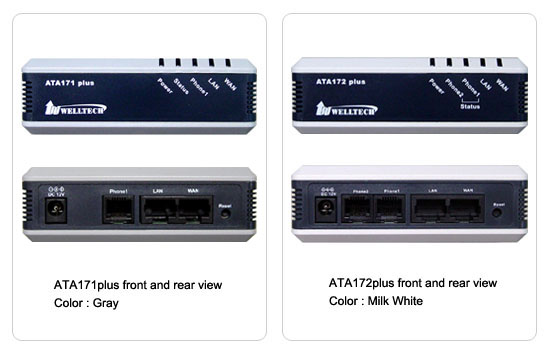 ATA171 plus
Power
Status
Phone1
LAN
WAN
WELLTECH
DC 12V
Phone1
LAN
WAN
Reset
ATA171plus front and rear view
Color : Gray
ATA172 plus
Power
Phone2
Phone1
LAN
WAN
Status
WELLTECH
DC 12V
Phone2
Phone1
LAN
WAN
Reset
ATA172plus front and rear view
Color : Milk White